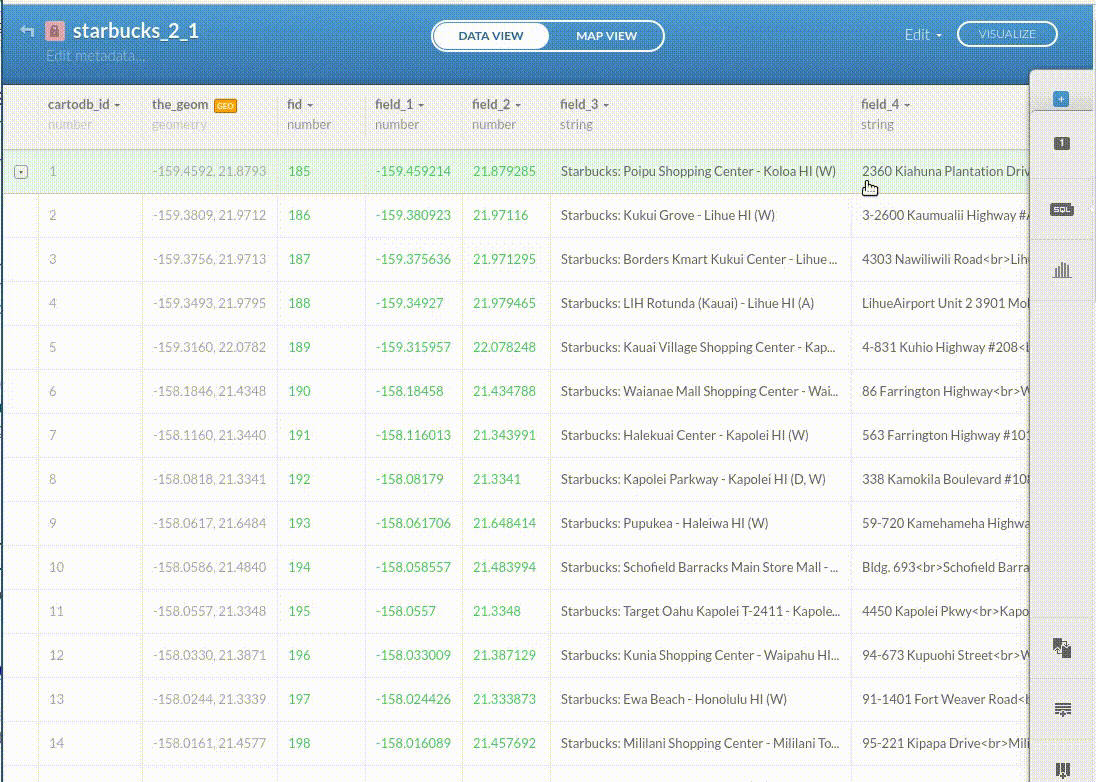 starbucks_2_1
Edit metadata...
DATA VIEW MAP VIEW
Edit VISUALIZE
cartodb_id the_geom GEO fid field_1 field_2 field_3 field_4
number geometry number number number string string
1 -159.4592, 21.8793 185 -159.459214 21.879285 Starbucks: Poipu Shopping Center - Koloa HI (W) 2360 Kiahuna Plantation Driv
2 -159.3809, 21.9712 186 -159.380923 21.97116 Starbucks: Kukui Grove - Lihue HI (W) 3-2600 Kaumualii Highway #A
3 -159.3756, 21.9713 187 -159.375636 21.971295 Starbucks: Borders Kmart Kukui Center - Lihue ... 4303 Nawiliwili Road<br>Lih
4 -159.3493, 21.9795 188 -159.34927 21.979465 Starbucks: LIH Rotunda (Kauai) - Lihue HI (A) LihueAirport Unit 2 3901 Mo
5 -159.3160, 22.0782 189 -159.315957 22.078248 Starbucks: Kauai Village Shopping Center - Kap... 4-831 Kuhio Highway #208<b
6 -158.1846, 21.4348 190 -158.18458 21.434788 Starbucks: Waianae Mall Shopping Center - Wai... 86 Farrington Highway<br>W
7 -158.1160, 21.3440 191 -158.116013 21.343991 Starbucks: Halekuai Center - Kapolei HI (W) 563 Farrington Highway #101
8 -158.0818, 21.3341 192 -158.08179 21.3341 Starbucks: Kapolei Parkway - Kapolei HI (D, W) 338 Kamokila Boulevard #108
9 -158.0617, 21.6484 193 -158.061706 21.648414 Starbucks: Pupukea - Haleiwa HI (W) 59-720 Kamehameha Highwa
10 -158.0586, 21.4840 194 -158.058557 21.483994 Starbucks: Schofield Barracks Main Store Mall - ... Bldg. 693<br>Schofield Barra
11 -158.0557, 21.3348 195 -158.0557 21.3348 Starbucks: Target Oahu Kapolei T-2411 - Kapole... 4450 Kapolei Pkwy<br>Kapo
12 -158.0330, 21.3871 196 -158.033009 21.387129 Starbucks: Kunia Shopping Center - Waipahu HI... 94-673 Kupuohi Street<br>W
13 -158.0244, 21.3339 197 -158.024426 21.333873 Starbucks: Ewa Beach - Honolulu HI (W) 91-1401 Fort Weaver Road<b
14 -158.0161, 21.4577 198 -158.016089 21.457692 Starbucks: Mililani Shopping Center - Mililani To... 95-221 Kipapa Drive<br>Mili
1
SQL